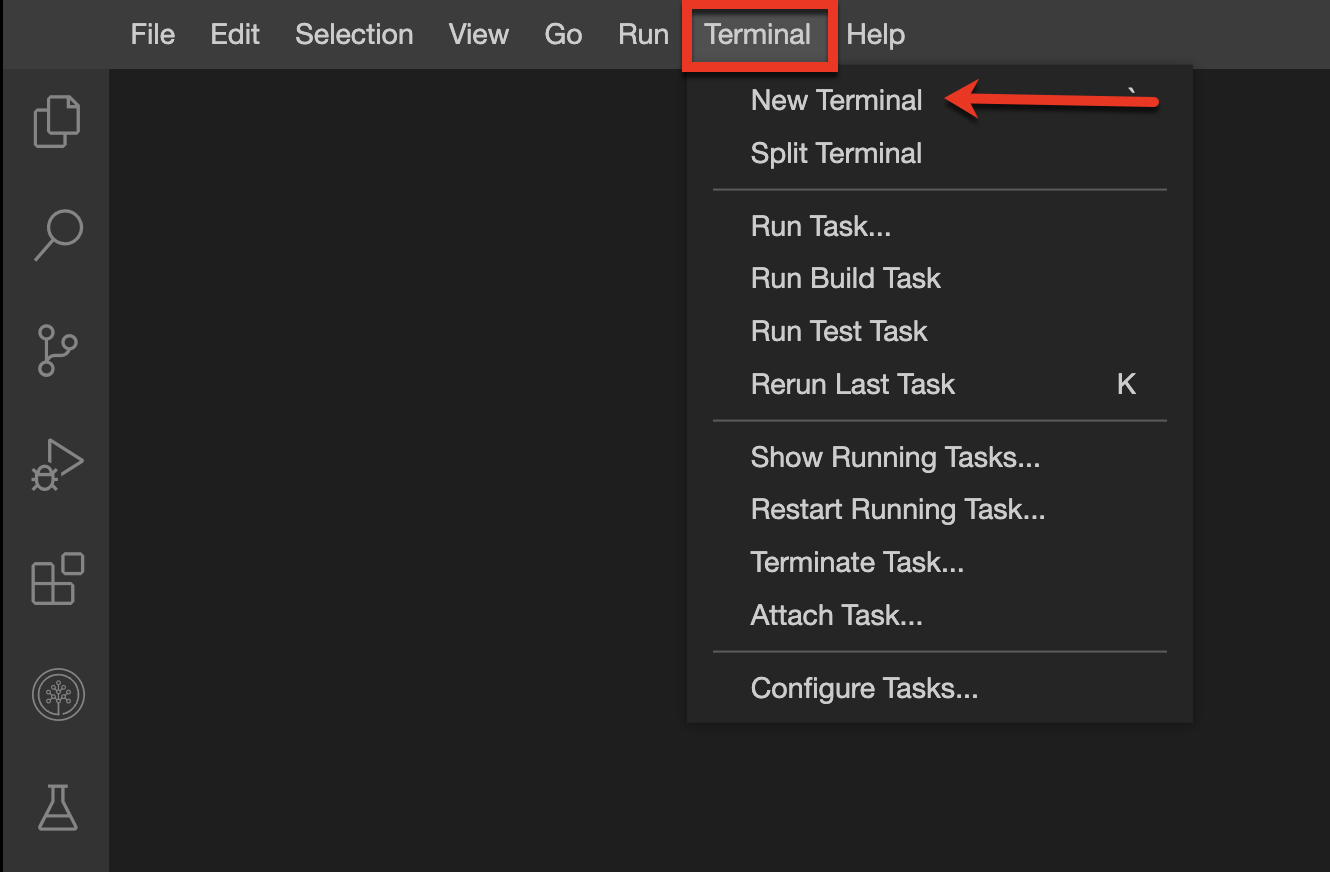 File Edit Selection View Go Run Terminal Help
New Terminal `
Split Terminal
Run Task...
Run Build Task
Run Test Task
Rerun Last Task K
Show Running Tasks...
Restart Running Task...
Terminate Task...
Attach Task...
Configure Tasks...